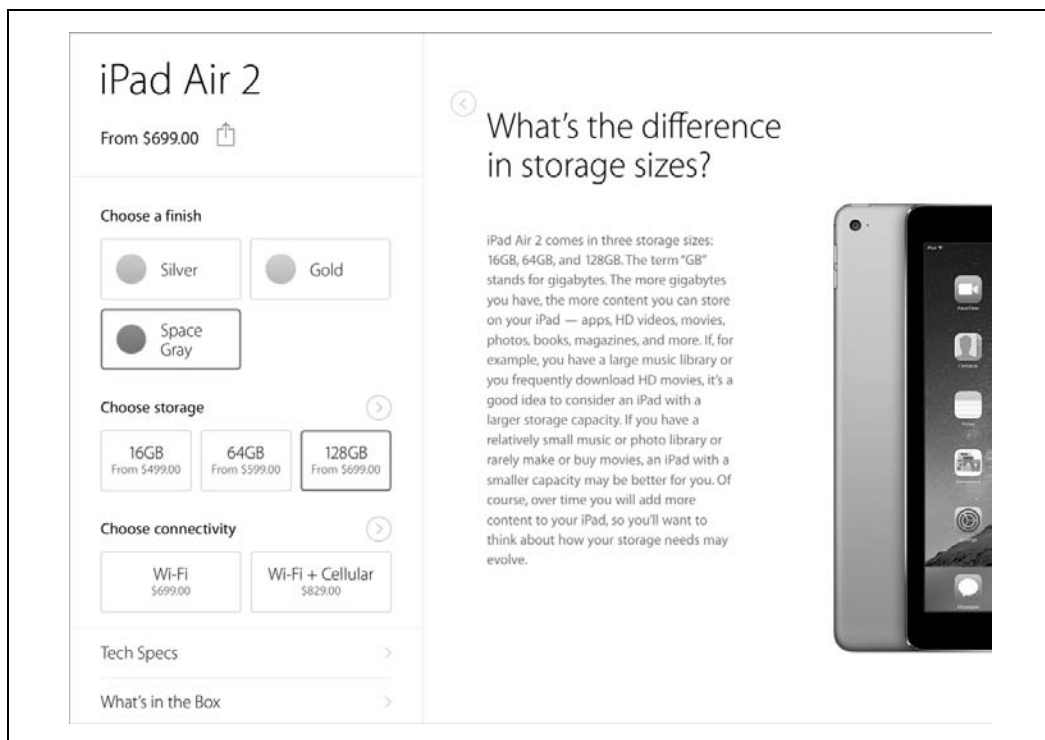 iPad Air 2
From $699.00
Choose a finish
Silver
Gold
Space
Gray
Choose storage
16GB
From $499.00
64GB
From $599.00
128GB
From $699.00
Choose connectivity
Wi-Fi
$699.00
Wi-Fi + Cellular
$829.00
Tech Specs
What's in the Box
What's the difference
in storage sizes?
iPad Air 2 comes in three storage sizes:
16GB, 64GB, and 128GB. The term “GB”
stands for gigabytes. The more gigabytes
you have, the more content you can store
on your iPad — apps, HD videos, movies,
photos, books, magazines, and more. If, for
example, you have a large music library or
you frequently download HD movies, it's a
good idea to consider an iPad with a
larger storage capacity. If you have a
relatively small music or photo library or
rarely make or buy movies, an iPad with a
smaller capacity may be better for you. Of
course, over time you will add more
content to your iPad, so you'll want to
think about how your storage needs may
evolve.
iPad
FaceTime
Contacts
Messages